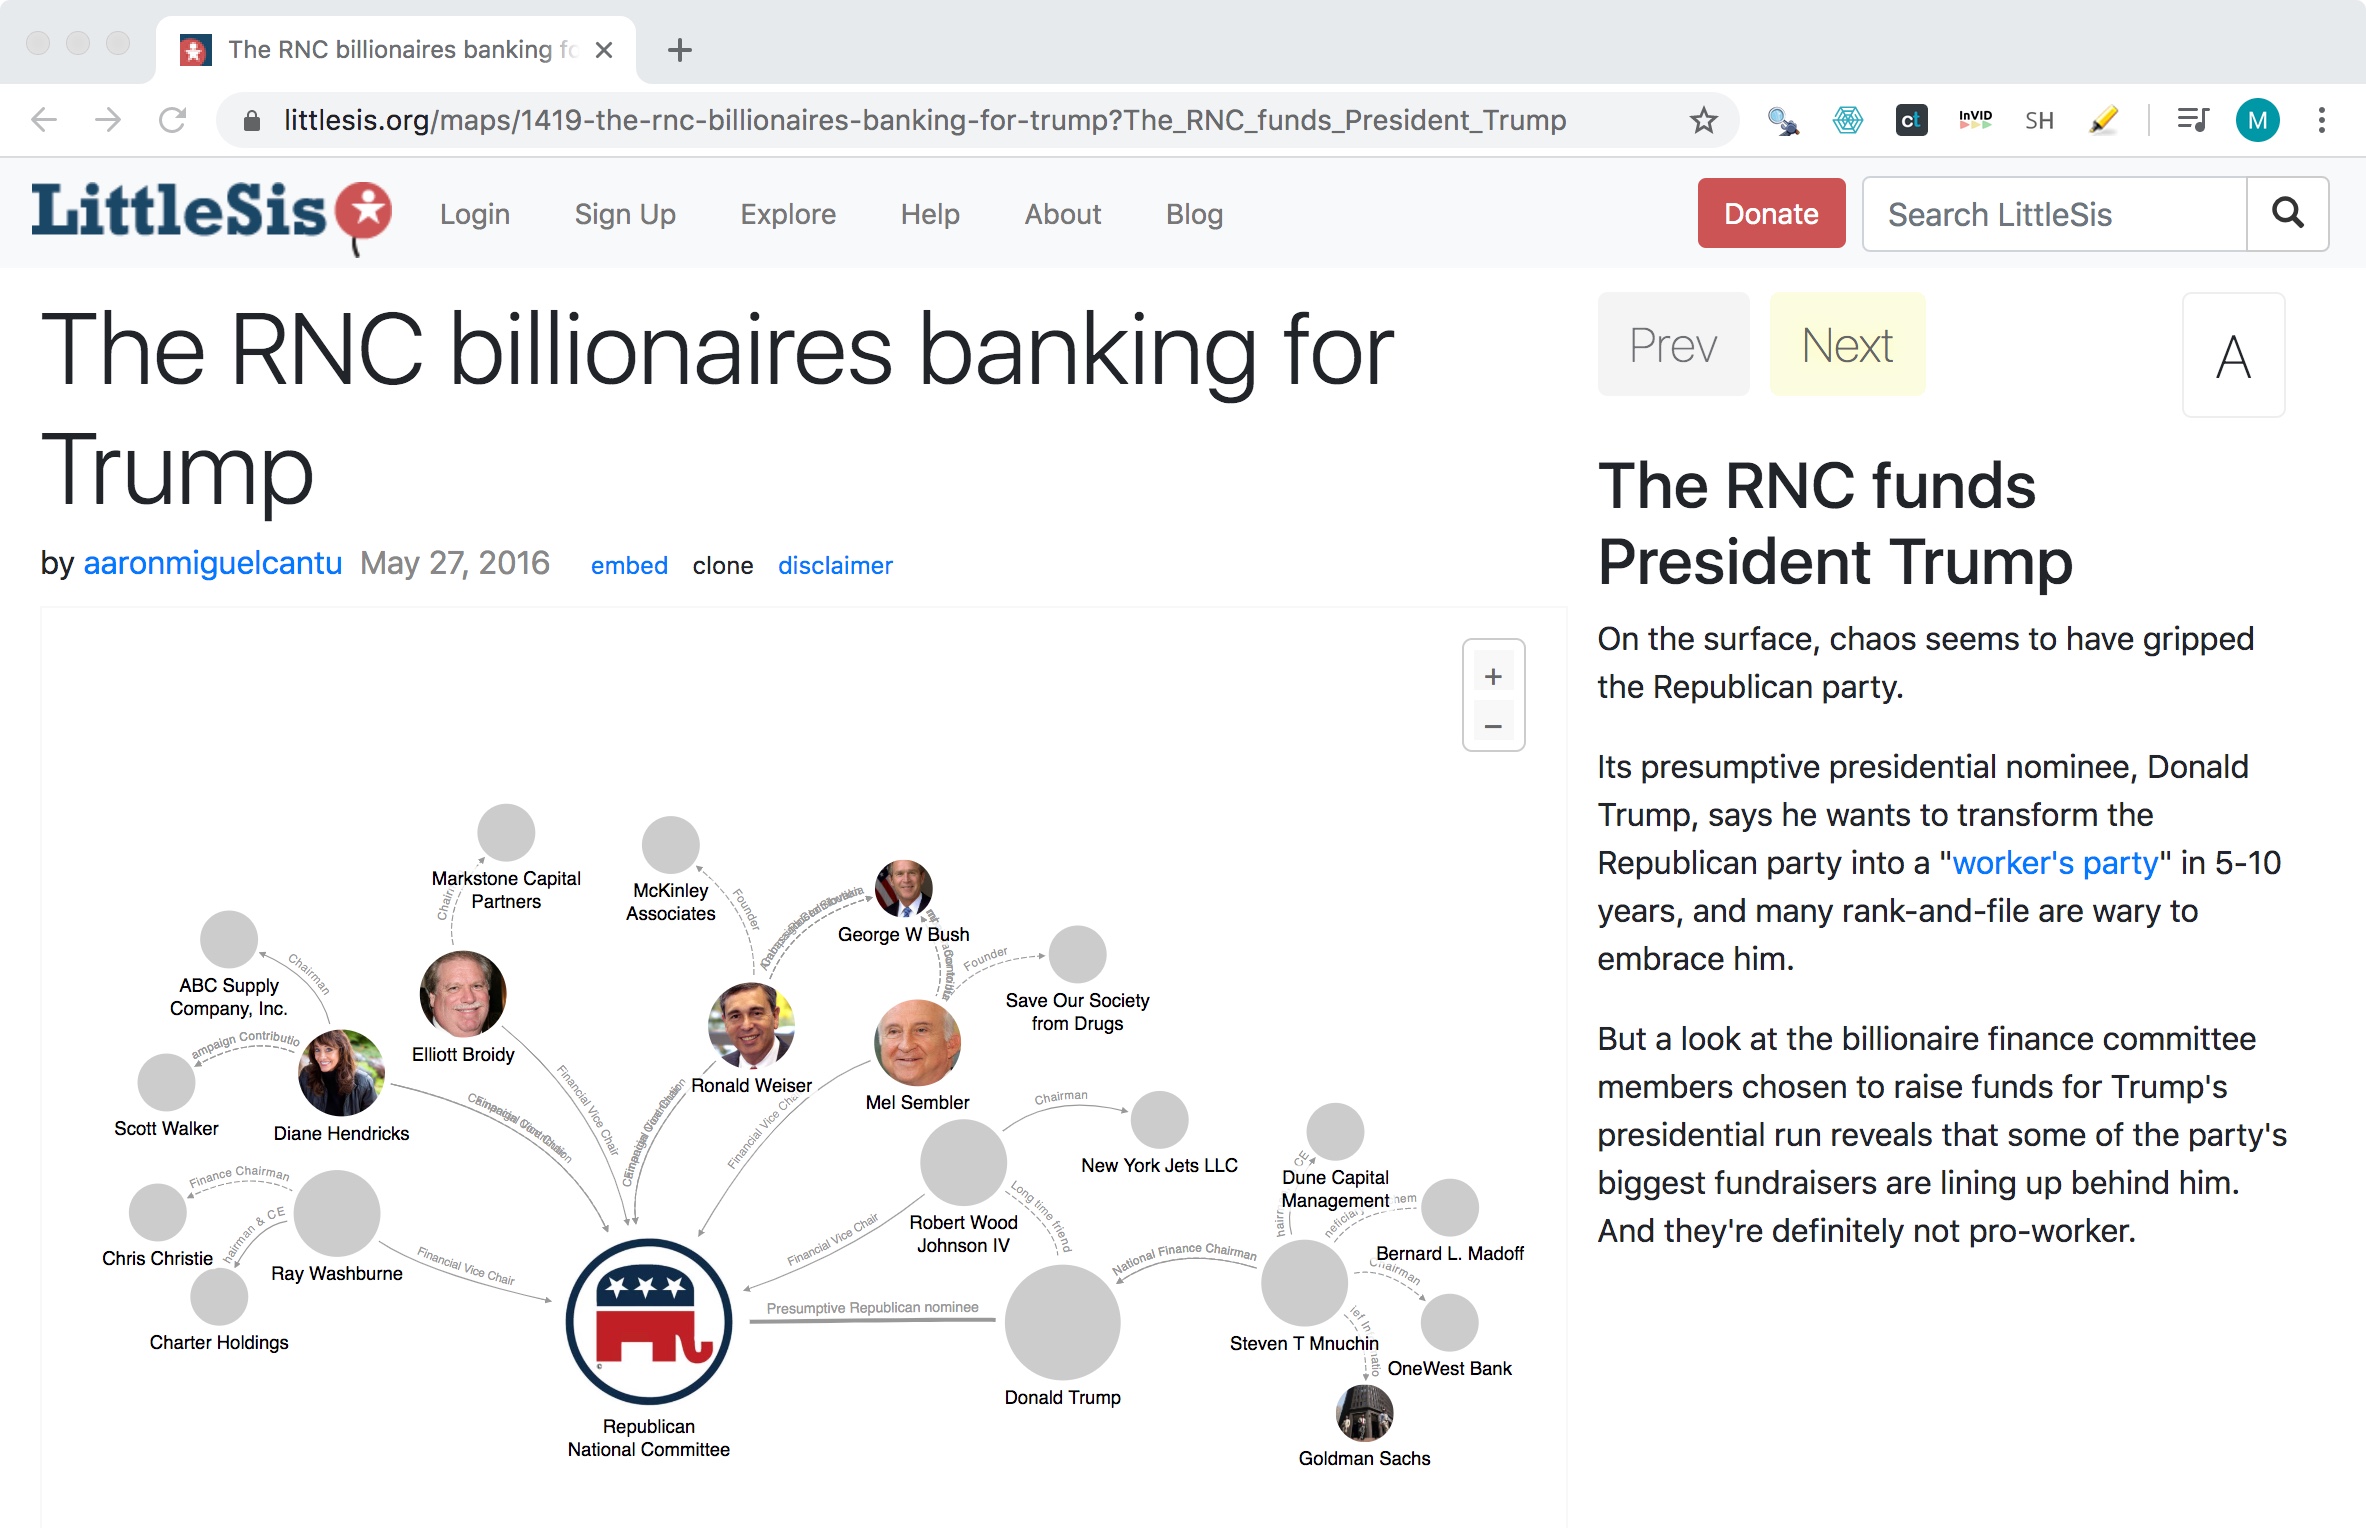 The RNC billionaires banking fo
littlesis.org/maps/1419-the-rnc-billionaires-banking-for-trump?The_RNC_funds_President_Trump
ct
InVID
SH
M
LittleSis
Login
Sign Up
Explore
Help
About
Blog
Donate
Search LittleSis
The RNC billionaires banking for
Trump
by aaronmiguelcantu May 27, 2016 embed clone disclaimer
Prev
Next
A
The RNC funds
President Trump
On the surface, chaos seems to have gripped
the Republican party.
Its presumptive presidential nominee, Donald
Trump, says he wants to transform the
Republican party into a "worker's party" in 5-10
years, and many rank-and-file are wary to
embrace him.
But a look at the billionaire finance committee
members chosen to raise funds for Trump's
presidential run reveals that some of the party's
biggest fundraisers are lining up behind him.
And they're definitely not pro-worker.
+
−
Markstone Capital
Partners
Chain
McKinley
Associates
Founder
George W Bush
Founder
Save Our Society
from Drugs
ABC Supply
Company, Inc.
Chairman
Elliott Broidy
Ronald Weiser
Mel Sembler
ampaign Contributio
Scott Walker
Diane Hendricks
Financial Vice Chair
Financial Vice Cha
Chairman
New York Jets LLC
Dune Capital
Management
Finance Chairman
Chris Christie
hairman & CE
Ray Washburne
Financial Vice Chair
Charter Holdings
Robert Wood
Johnson IV
Long time friend
Financial Vice Chair
National Finance Chairman
Bernard L. Madoff
Chairman
Presumptive Republican nominee
Steven T Mnuchin
OneWest Bank
Donald Trump
Goldman Sachs
Republican
National Committee